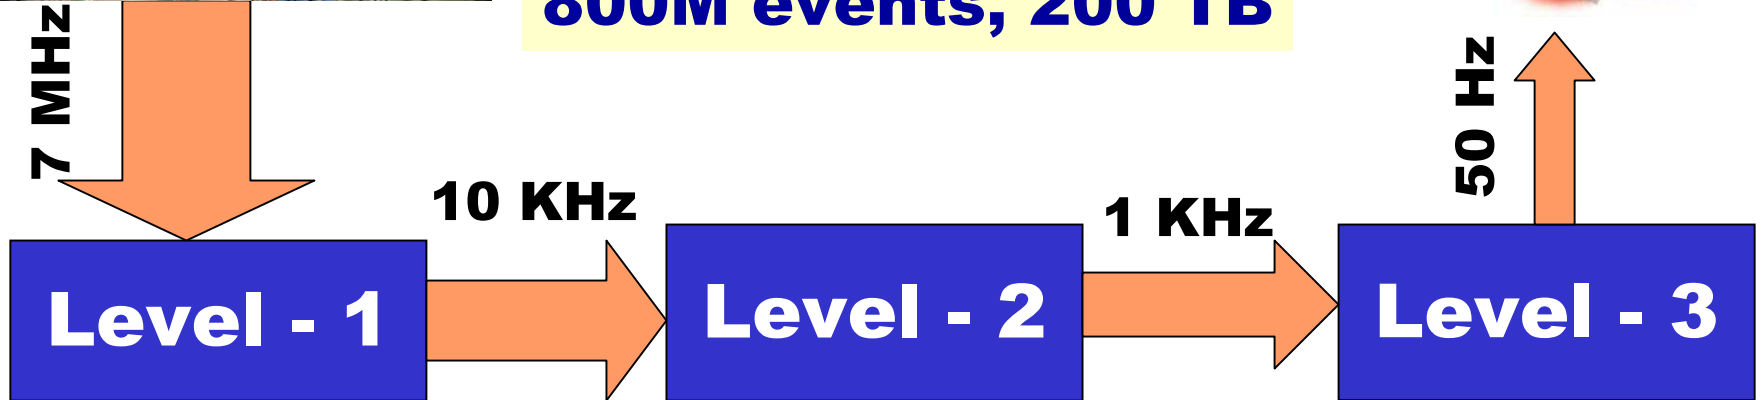 800M events, 200 TB
7 MHz
10 KHz
1 KHz
50 Hz
Level - 1
Level - 2
Level - 3